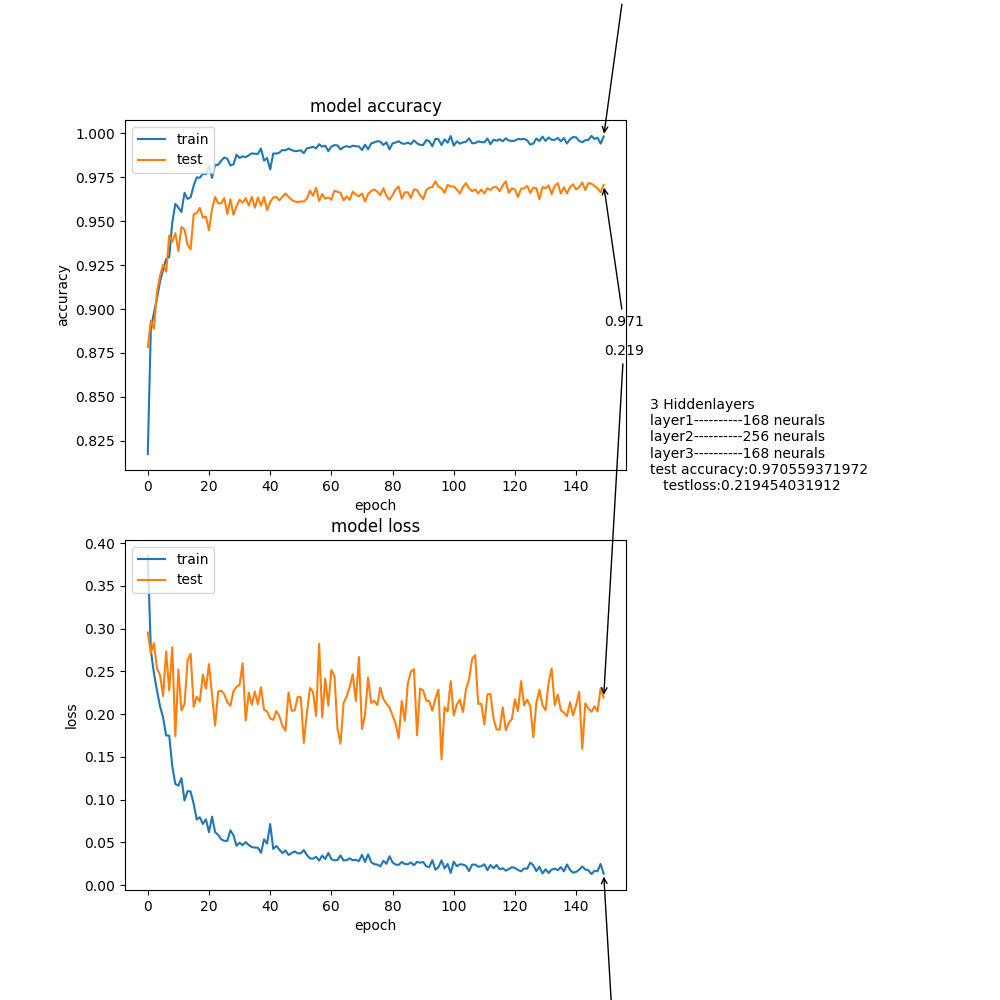 model accuracy
train
test
1.000
0.975
0.950
0.925
0.900
0.875
0.850
0.825
accuracy
0 20 40 60 80 100 120 140
epoch
0.971
0.219
3 Hiddenlayers
layer1----------168 neurals
layer2----------256 neurals
layer3----------168 neurals
test accuracy:0.970559371972
testloss:0.219454031912
model loss
train
test
0.40
0.35
0.30
0.25
0.20
0.15
0.10
0.05
0.00
loss
0 20 40 60 80 100 120 140
epoch